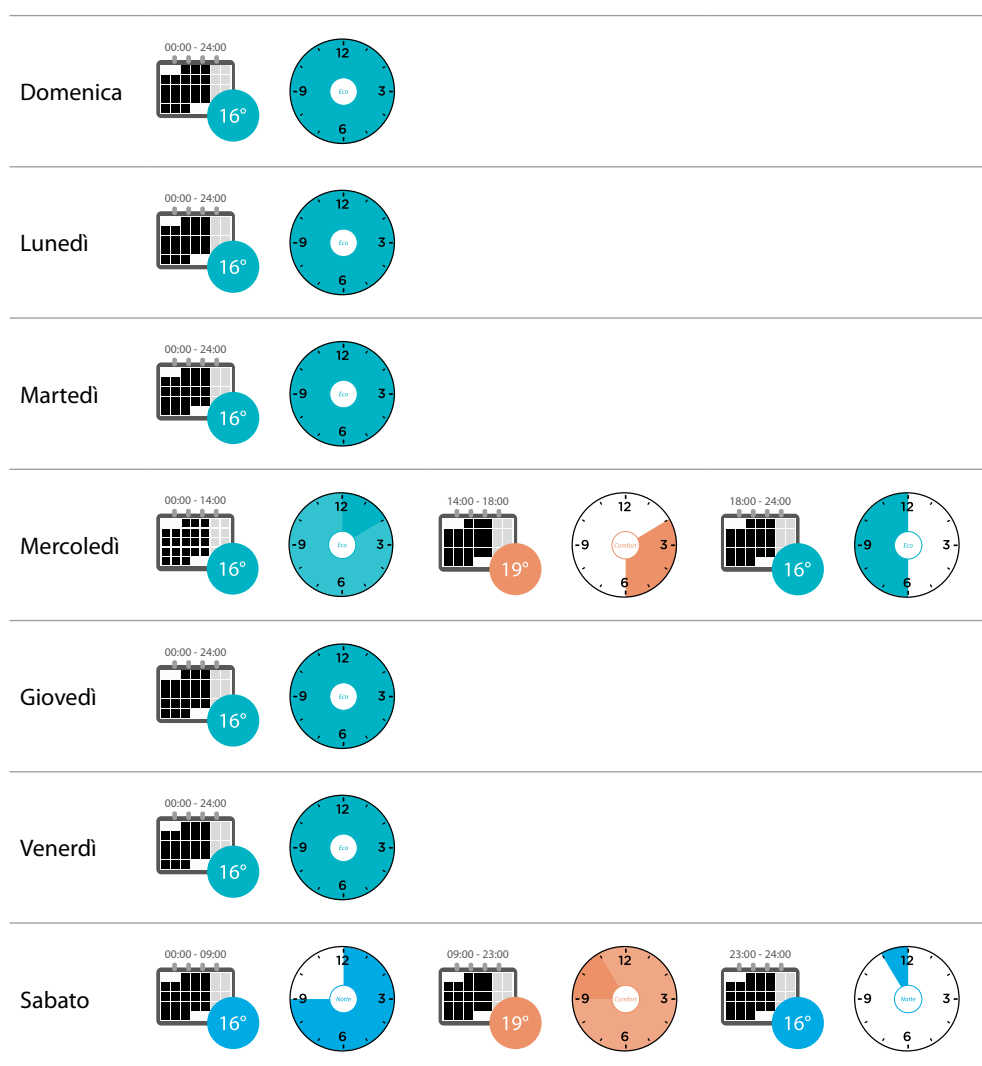 Domenica
00:00 - 24:00
16°
12
9
3
6
Eco
Lunedì
00:00 - 24:00
16°
12
9
3
6
Eco
Martedì
00:00 - 24:00
16°
12
9
3
6
Eco
Mercoledì
00:00 - 14:00
16°
12
9
3
6
Eco
14:00 - 18:00
19°
12
9
3
6
Comfort
18:00 - 24:00
16°
12
9
3
6
Eco
Giovedì
00:00 - 24:00
16°
12
9
3
6
Eco
Venerdì
00:00 - 24:00
16°
12
9
3
6
Eco
Sabato
00:00 - 09:00
16°
12
9
3
6
Notte
09:00 - 23:00
19°
12
9
3
6
Comfort
23:00 - 24:00
16°
12
9
3
6
Notte